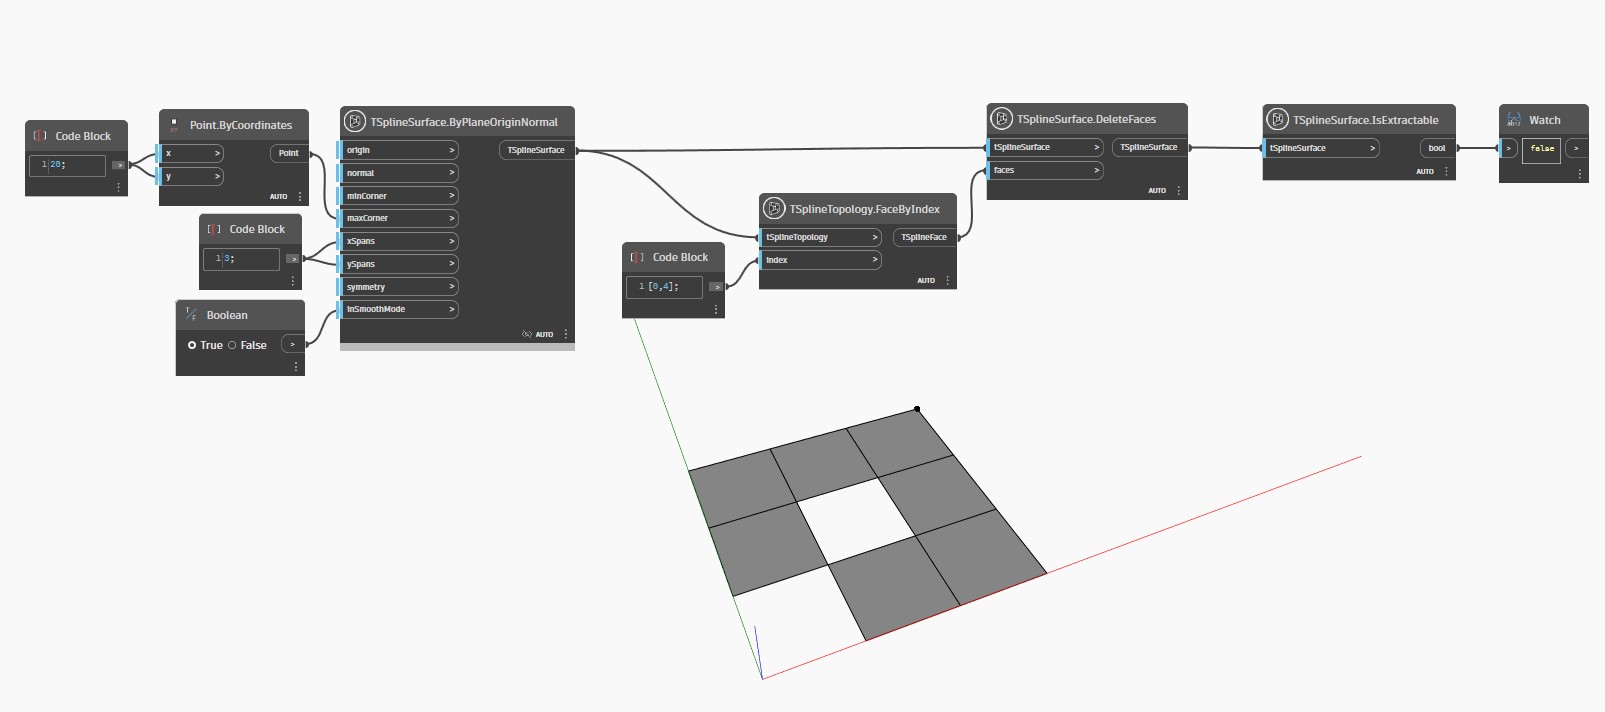 Code Block
1 20;
>
Point.ByCoordinates
x >
y >
Point
AUTO
Code Block
1 3;
>
Boolean
True False
>
TSplineSurface.ByPlaneOriginNormal
origin >
normal >
minCorner >
maxCorner >
xSpans >
ySpans >
symmetry >
inSmoothMode >
TSplineSurface
AUTO
Code Block
1 [0,4];
>
TSplineTopology.FaceByIndex
tSplineTopology >
index >
TSplineFace
AUTO
TSplineSurface.DeleteFaces
tSplineSurface >
faces >
TSplineSurface
AUTO
TSplineSurface.IsExtractable
tSplineSurface >
bool
AUTO
Watch
> false >